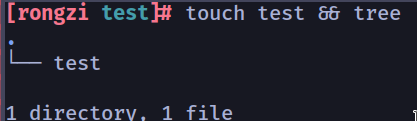 [rongzi test]# touch test && tree
.
└── test
1 directory, 1 file